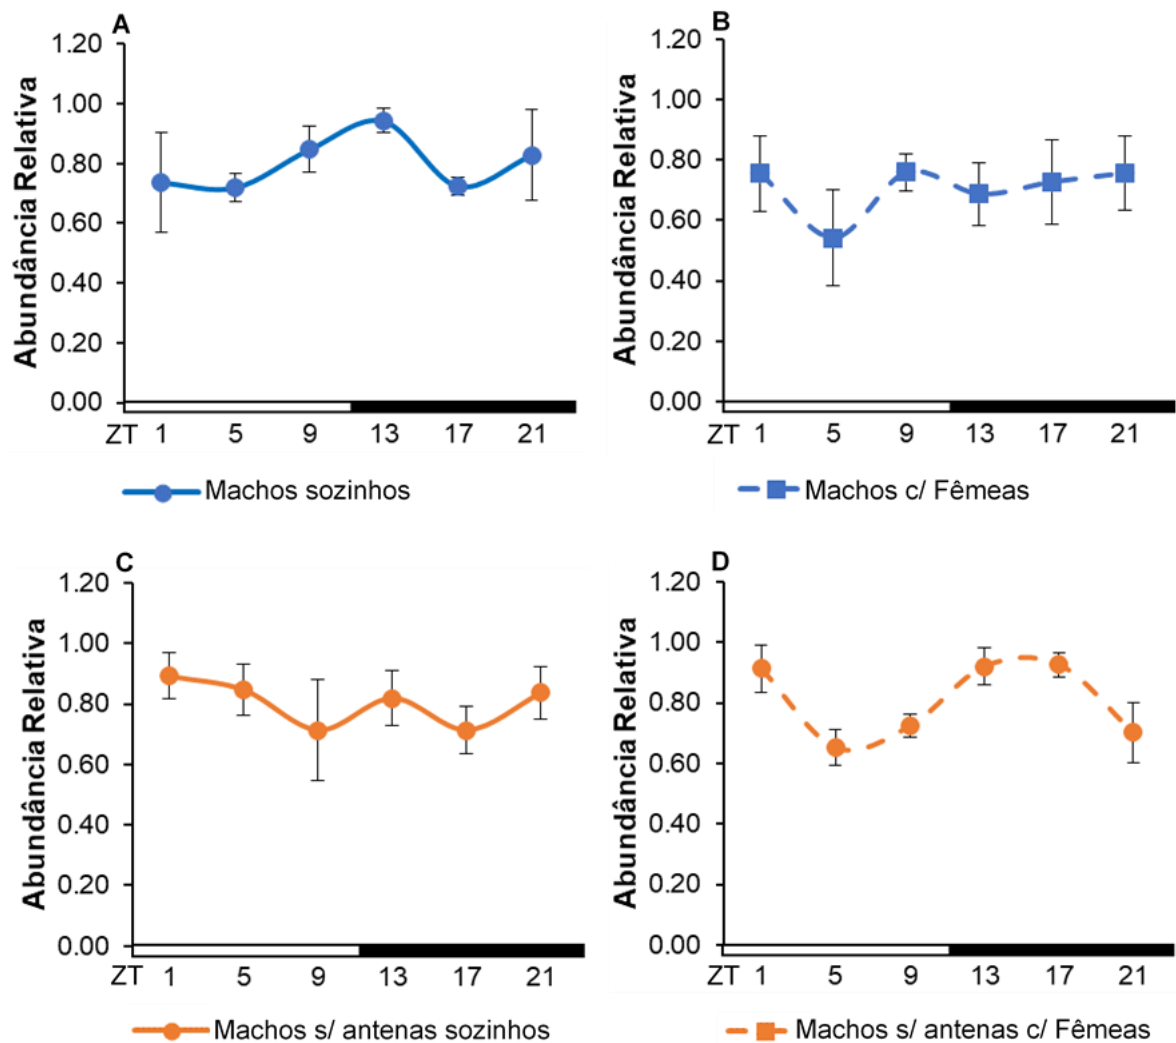 A
Abundância Relativa
1.20
1.00
0.80
0.60
0.40
0.20
0.00
ZT 1 5 9 13 17 21
Machos sozinhos
B
Abundância Relativa
1.20
1.00
0.80
0.60
0.40
0.20
0.00
ZT 1 5 9 13 17 21
Machos c/ Fêmeas
C
Abundância Relativa
1.20
1.00
0.80
0.60
0.40
0.20
0.00
ZT 1 5 9 13 17 21
Machos s/ antenas sozinhos
D
Abundância Relativa
1.20
1.00
0.80
0.60
0.40
0.20
0.00
ZT 1 5 9 13 17 21
Machos s/ antenas c/ Fêmeas